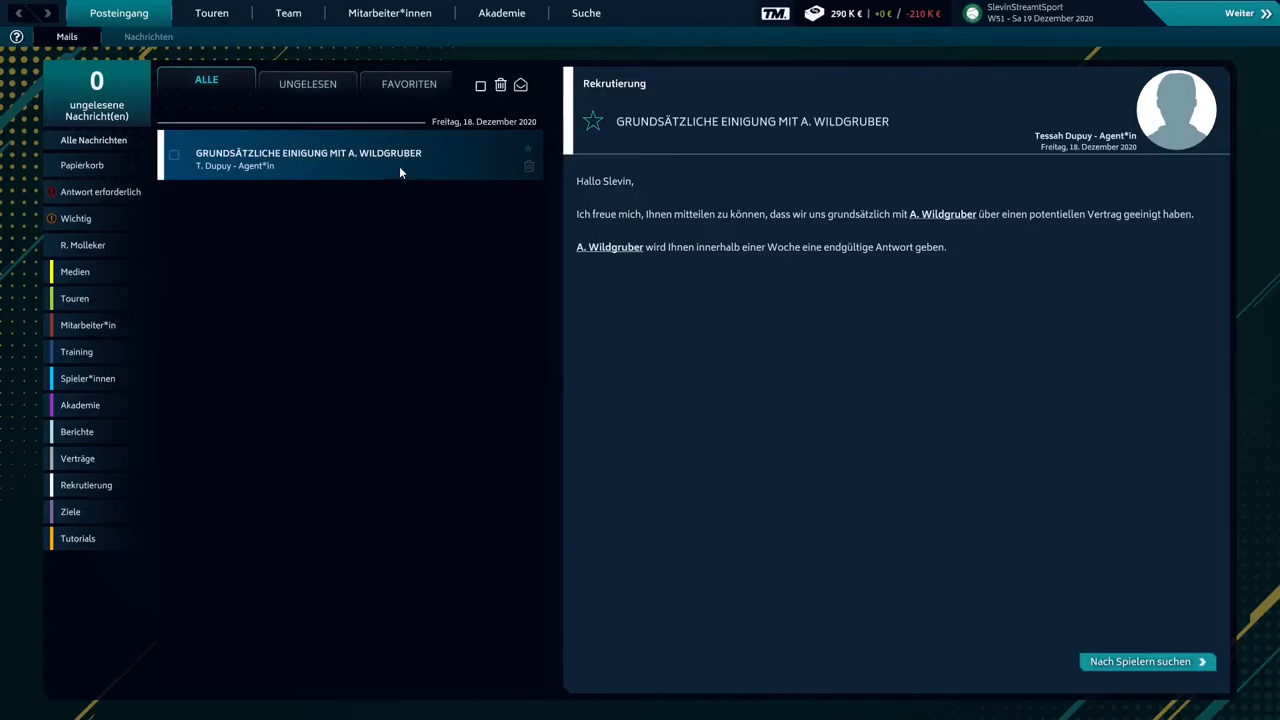 Posteingang
Touren
Team
Mitarbeiter*innen
Akademie
Suche
TM.
290 K € | +0 € / -210 K €
SlevinStreamtSport
W51 - Sa 19 Dezember 2020
Weiter
?
Mails
Nachrichten
0
ungelesene
Nachricht(en)
Alle Nachrichten
Papierkorb
Antwort erforderlich
Wichtig
R. Molleker
Medien
Touren
Mitarbeiter*in
Training
Spieler*innen
Akademie
Berichte
Verträge
Rekrutierung
Ziele
Tutorials
ALLE
UNGELESEN
FAVORITEN
Freitag, 18. Dezember 2020
GRUNDSÄTZLICHE EINIGUNG MIT A. WILDGRUBER
T. Dupuy - Agent*in
Rekrutierung
GRUNDSÄTZLICHE EINIGUNG MIT A. WILDGRUBER
Tessah Dupuy - Agent*in
Freitag, 18. Dezember 2020
Hallo Slevin,
Ich freue mich, Ihnen mitteilen zu können, dass wir uns grundsätzlich mit A. Wildgruber über einen potentiellen Vertrag geeinigt haben.
A. Wildgruber wird Ihnen innerhalb einer Woche eine endgültige Antwort geben.
Nach Spielern suchen